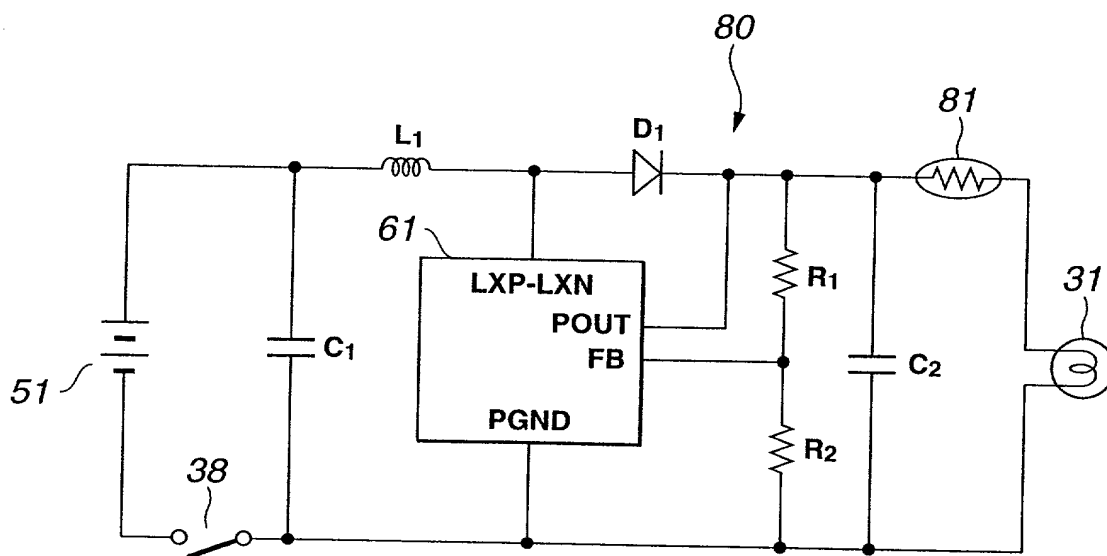 80
81
L1
D1
61
LXP-LXN
R1
31
POUT
C1
FB
C2
51
PGND
R2
38